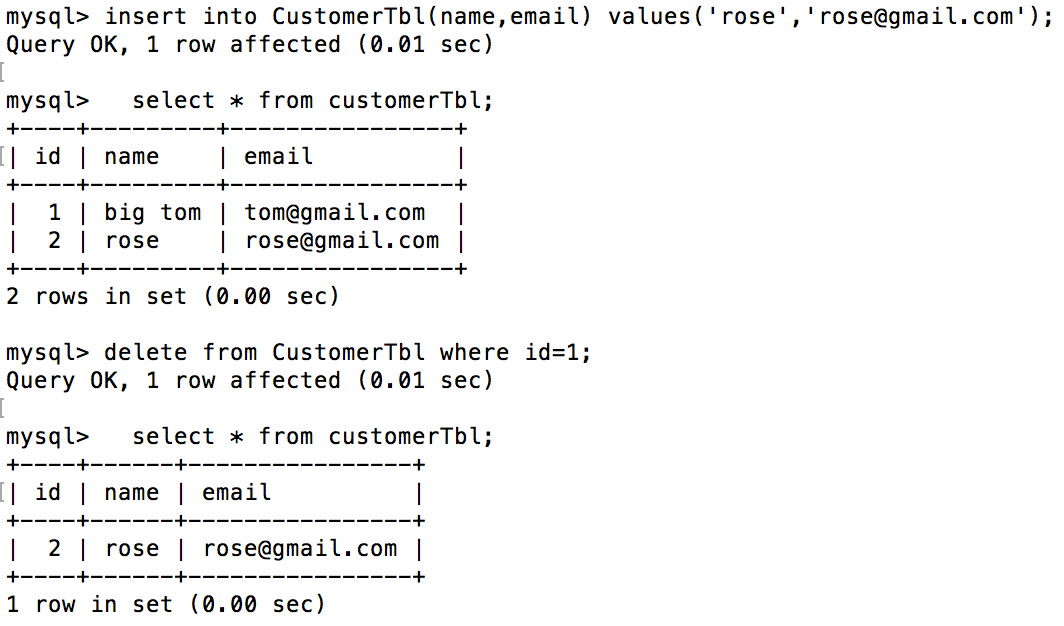 mysql> insert into CustomerTbl(name,email) values('rose','rose@gmail.com');
Query OK, 1 row affected (0.01 sec)
[
mysql>   select * from customerTbl;
+----+---------+----------------+
[| id | name    | email          |
+----+---------+----------------+
|  1 | big tom | tom@gmail.com  |
|  2 | rose    | rose@gmail.com |
+----+---------+----------------+
2 rows in set (0.00 sec)

mysql> delete from CustomerTbl where id=1;
Query OK, 1 row affected (0.01 sec)
[
mysql>   select * from customerTbl;
+----+------+----------------+
[| id | name | email          |
+----+------+----------------+
|  2 | rose | rose@gmail.com |
+----+------+----------------+
1 row in set (0.00 sec)